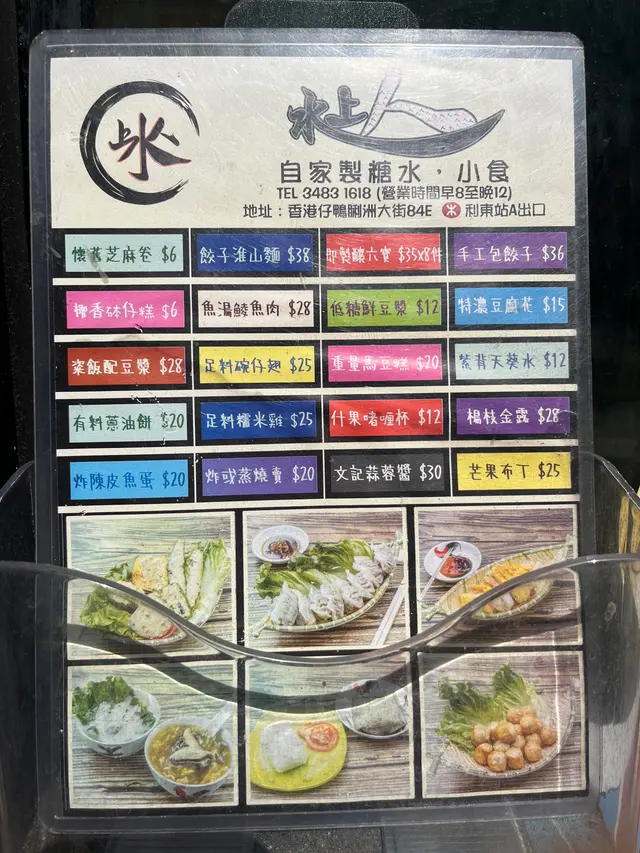 水上人
水上人
自家製糖水，小食
TEL 3483 1618 (營業時間早8至晚12)
地址：香港仔鴨脷洲大街84E 利東站A出口
懷舊芝麻卷 $6 餃子淮山麵 $38 即製釀六寶 $35x8件 手工包餃子 $36
椰香砵仔糕 $6 魚湯鯪魚肉 $28 低糖鮮豆漿 $12 特濃豆腐花 $15
粢飯配豆漿 $28 足料碗仔翅 $25 重量馬豆糕 $20 紫背天葵水 $12
有料蔥油餅 $20 足料糯米雞 $25 什果啫喱杯 $12 楊枝金露 $28
炸陳皮魚蛋 $20 炸或蒸燒賣 $20 文記蒜蓉醬 $30 芒果布丁 $25